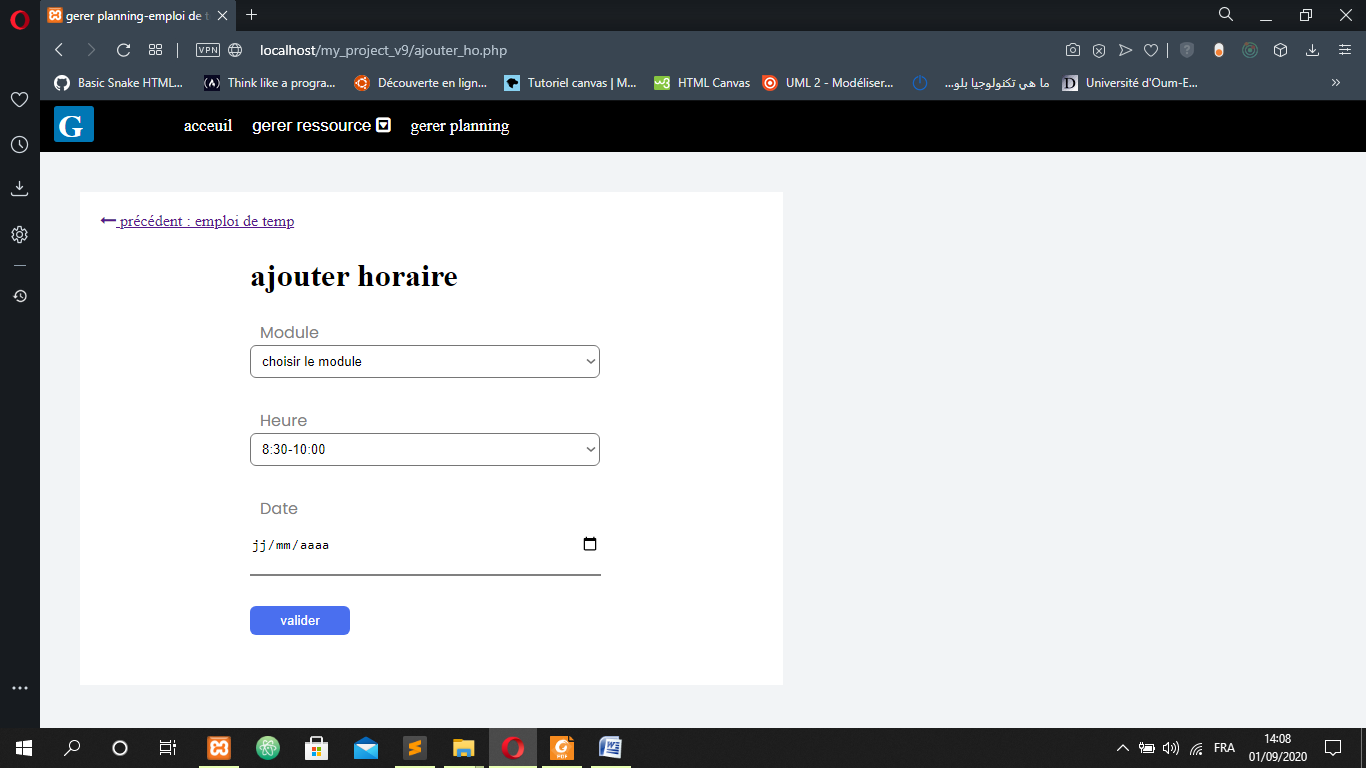 gerer planning-emploi de t
VPN
localhost/my_project_v9/ajouter_ho.php
Basic Snake HTML...
(A)
Think like a progra...
Découverte en lign...
Tutoriel canvas | M...
w3
HTML Canvas
UML 2 - Modéliser...
ما هي تكنولوجيا بلو...
D
Université d'Oum-E...
G
acceuil
gerer ressource
gerer planning
précédent : emploi de temp
ajouter horaire
Module
choisir le module
Heure
8:30-10:00
Date
jj/mm/aaaa
valider
FRA
14:08
01/09/2020